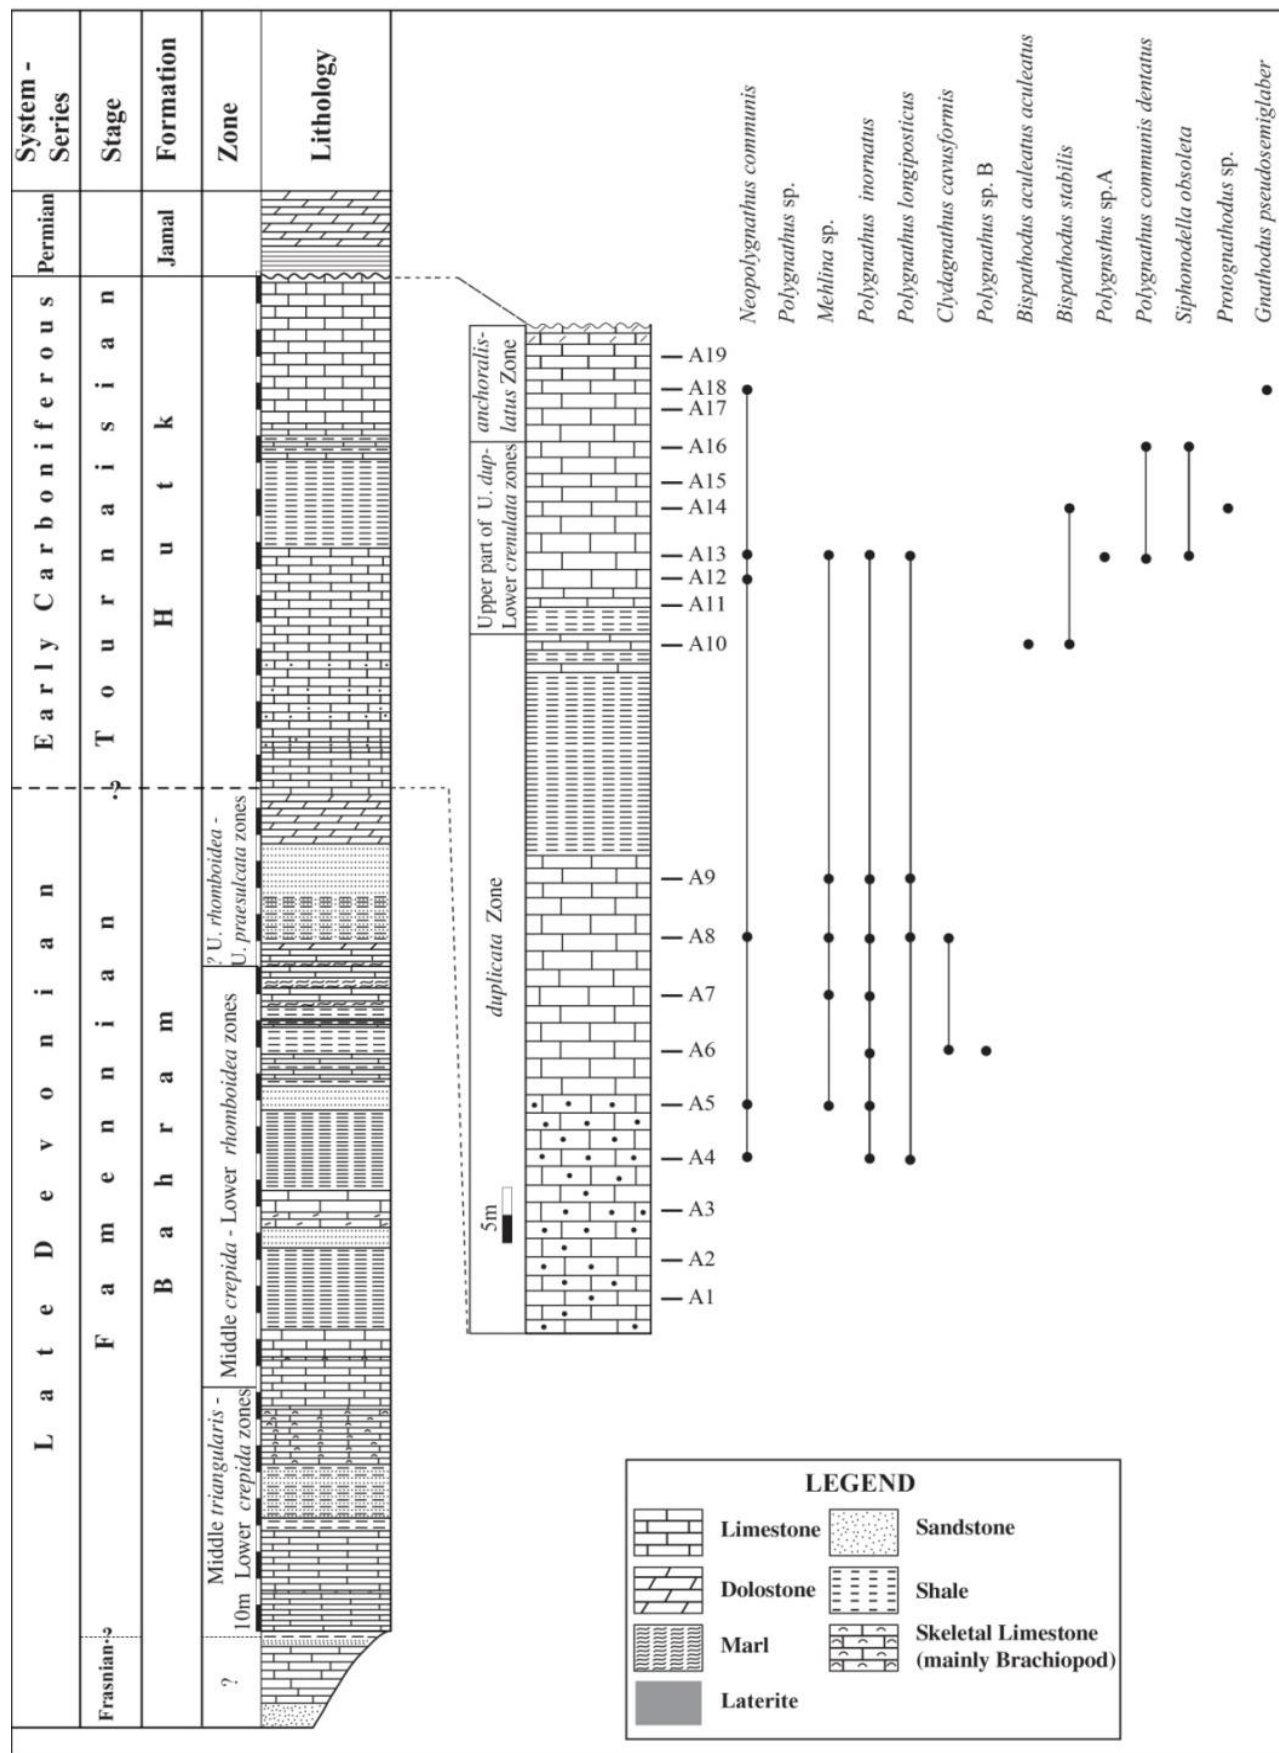 System -
Series
Stage
Formation
Zone
Lithology
Permian
Jamal
Early Carboniferous
Tournaisian
Hutk
?
Late Devonian
Famennian
Bahram
? U. rhomboidea -
U. praesulcata zones
Middle crepida - Lower rhomboidea zones
Middle triangularis -
Lower crepida zones
10m
Frasnian
?
?
anchoralis-
latus Zone
Upper part of U. dup-
Lower crenulata zones
duplicata Zone
5m
A19
A18
A17
A16
A15
A14
A13
A12
A11
A10
A9
A8
A7
A6
A5
A4
A3
A2
A1
Neopolygnathus comunis
Polygnathus sp.
Mehlina sp.
Polygnathus inornatus
Polygnathus longiposticus
Clydagnathus cavusformis
Polygnathus sp. B
Bispathodus aculeatus aculeatus
Bispathodus stabilis
Polygnsthus sp.A
Polygnathus communis dentatus
Siphonodella obsoleta
Protognathodus sp.
Gnathodus pseudosemiglaber
LEGEND
Limestone
Sandstone
Dolostone
Shale
Marl
Skeletal Limestone
(mainly Brachiopod)
Laterite